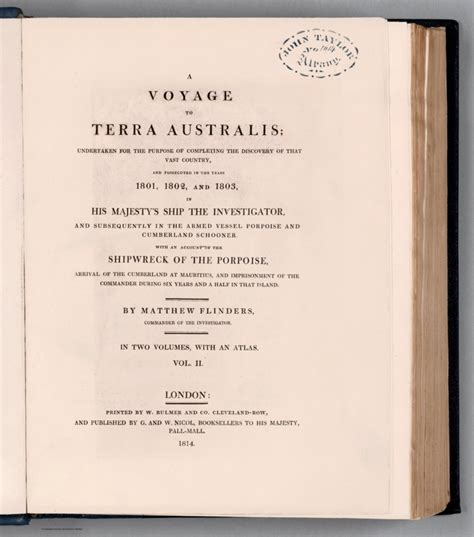 JOHN TAYLOR
Albany.
A
VOYAGE
TO
TERRA AUSTRALIS;
UNDERTAKEN FOR THE PURPOSE OF COMPLETING THE DISCOVERY OF THAT
VAST COUNTRY,
AND PROSECUTED IN THE YEARS
1801, 1802, AND 1803,
IN
HIS MAJESTY'S SHIP THE INVESTIGATOR,
AND SUBSEQUENTLY IN THE ARMED VESSEL PORPOISE AND
CUMBERLAND SCHOONER.
WITH AN ACCOUNT OF THE
SHIPWRECK OF THE PORPOISE,
ARRIVAL OF THE CUMBERLAND AT MAURITIUS, AND IMPRISONMENT OF THE
COMMANDER DURING SIX YEARS AND A HALF IN THAT ISLAND.
BY MATTHEW FLINDERS,
COMMANDER OF THE INVESTIGATOR.
IN TWO VOLUMES, WITH AN ATLAS.
VOL. II.
LONDON:
PRINTED BY W. BULMER AND CO. CLEVELAND-ROW,
AND PUBLISHED BY G. AND W. NICOL, BOOKSELLERS TO HIS MAJESTY,
PALL-MALL.
1814.